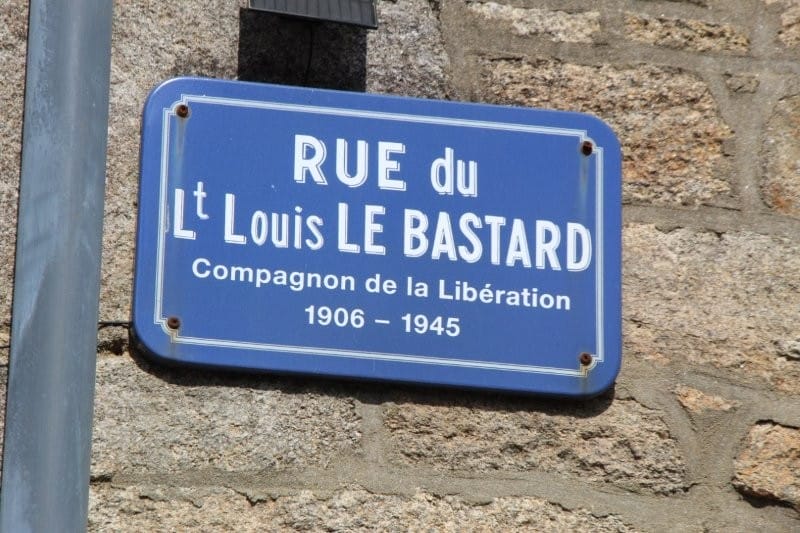 RUE du
Lt Louis LE BASTARD
Compagnon de la Libération
1906 – 1945